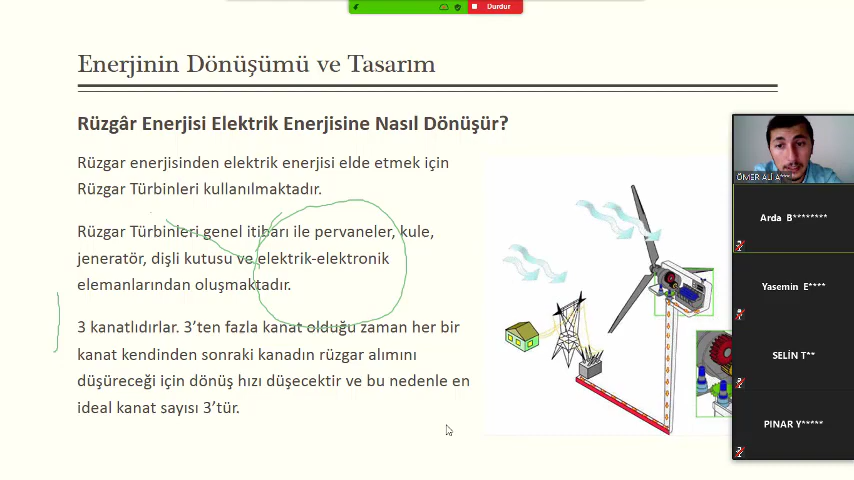 Durdur
Enerjinin Dönüşümü ve Tasarım
Rüzgâr Enerjisi Elektrik Enerjisine Nasıl Dönüşür?
Rüzgar enerjisinden elektrik enerjisi elde etmek için
Rüzgar Türbinleri kullanılmaktadır.
Rüzgar Türbinleri genel itibarı ile pervaneler, kule,
jeneratör, dişli kutusu ve elektrik-elektronik
elemanlarından oluşmaktadır.
3 kanatlıdırlar. 3’ten fazla kanat olduğu zaman her bir
kanat kendinden sonraki kanadın rüzgar alımını
düşüreceği için dönüş hızı düşecektir ve bu nedenle en
ideal kanat sayısı 3’tür.
ÖMER ALİ A***
Arda B********
Yasemin E****
SELİN T**
PINAR Y*****